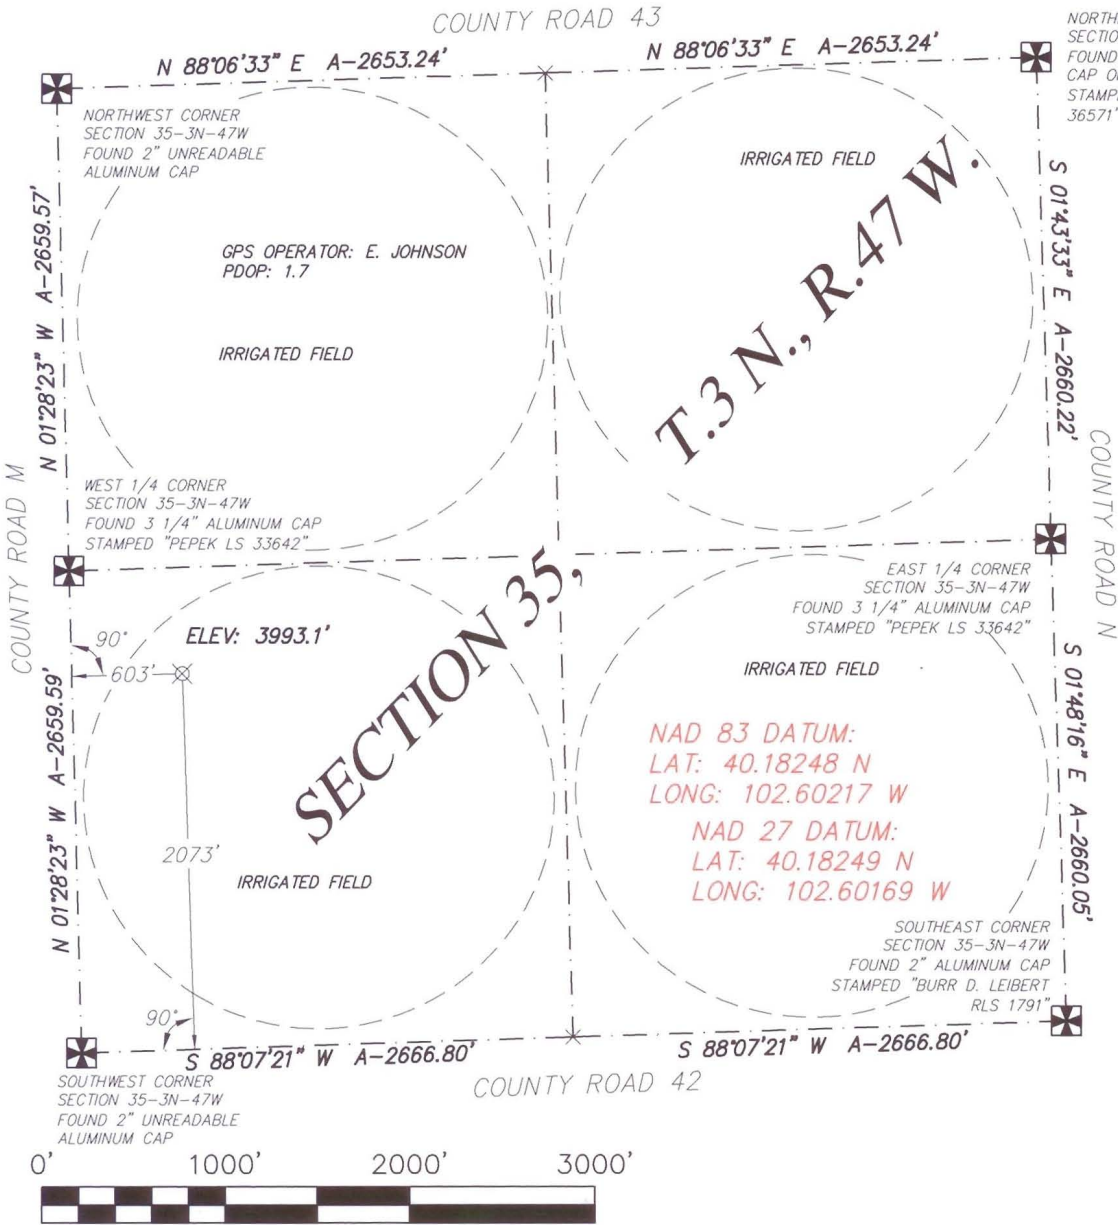 COUNTY ROAD 43
N 88°06'33" E A-2653.24'
N 88°06'33" E A-2653.24'
SECTIO
FOUND
CAP
STAMP
36571"
NORTHWEST CORNER
SECTION 35-3N-47W
FOUND 2" UNREADABLE
ALUMINUM CAP
IRRIGATED FIELD
N 01°28'23" W A-2659.57'
GPS OPERATOR: E. JOHNSON
PDOP: 1.7
IRRIGATED FIELD
S 01°43'33" E A-2660.22'
SECTION 35, T.3 N., R.47 W.
COUNTY ROAD M
COUNTY ROAD N
WEST 1/4 CORNER
SECTION 35-3N-47W
FOUND 3 1/4" ALUMINUM CAP
STAMPED "PEPEK LS 33642"
EAST 1/4 CORNER
SECTION 35-3N-47W
FOUND 3 1/4" ALUMINUM CAP
STAMPED "PEPEK LS 33642"
90°
ELEV: 3993.1'
603'
IRRIGATED FIELD
N 01°28'23" W A-2659.59'
S 01°48'16" E A-2660.05'
NAD 83 DATUM:
LAT: 40.18248 N
LONG: 102.60217 W
NAD 27 DATUM:
LAT: 40.18249 N
LONG: 102.60169 W
2073'
IRRIGATED FIELD
SOUTHEAST CORNER
SECTION 35-3N-47W
FOUND 2" ALUMINUM CAP
STAMPED "BURR D. LEIBERT
RLS 1791"
90°
S 88°07'21" W A-2666.80'
S 88°07'21" W A-2666.80'
COUNTY ROAD 42
SOUTHWEST CORNER
SECTION 35-3N-47W
FOUND 2" UNREADABLE
ALUMINUM CAP
0' 1000' 2000' 3000'